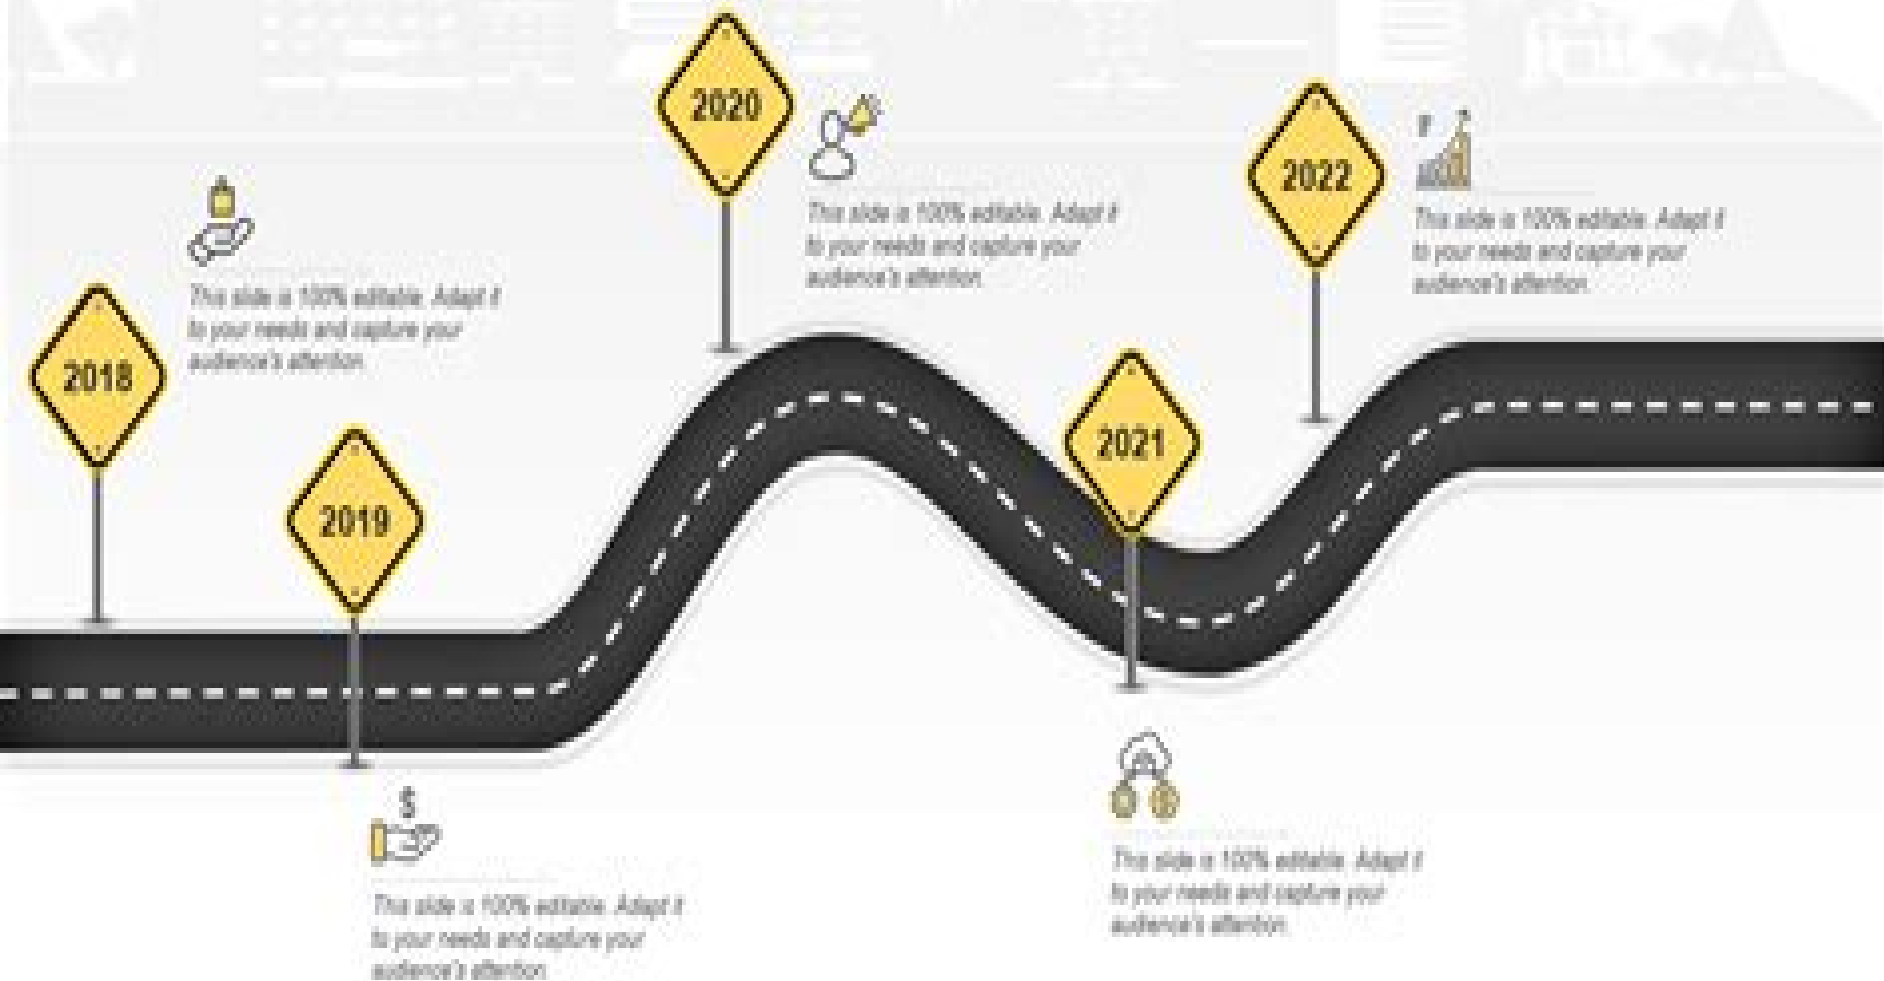 2018
This slide is 100% editable. Adapt it
to your needs and capture your
audience's attention.
2019
$
This slide is 100% editable. Adapt it
to your needs and capture your
audience's attention.
2020
This slide is 100% editable. Adapt it
to your needs and capture your
audience's attention.
2021
This slide is 100% editable. Adapt it
to your needs and capture your
audience's attention.
2022
This slide is 100% editable. Adapt it
to your needs and capture your
audience's attention.